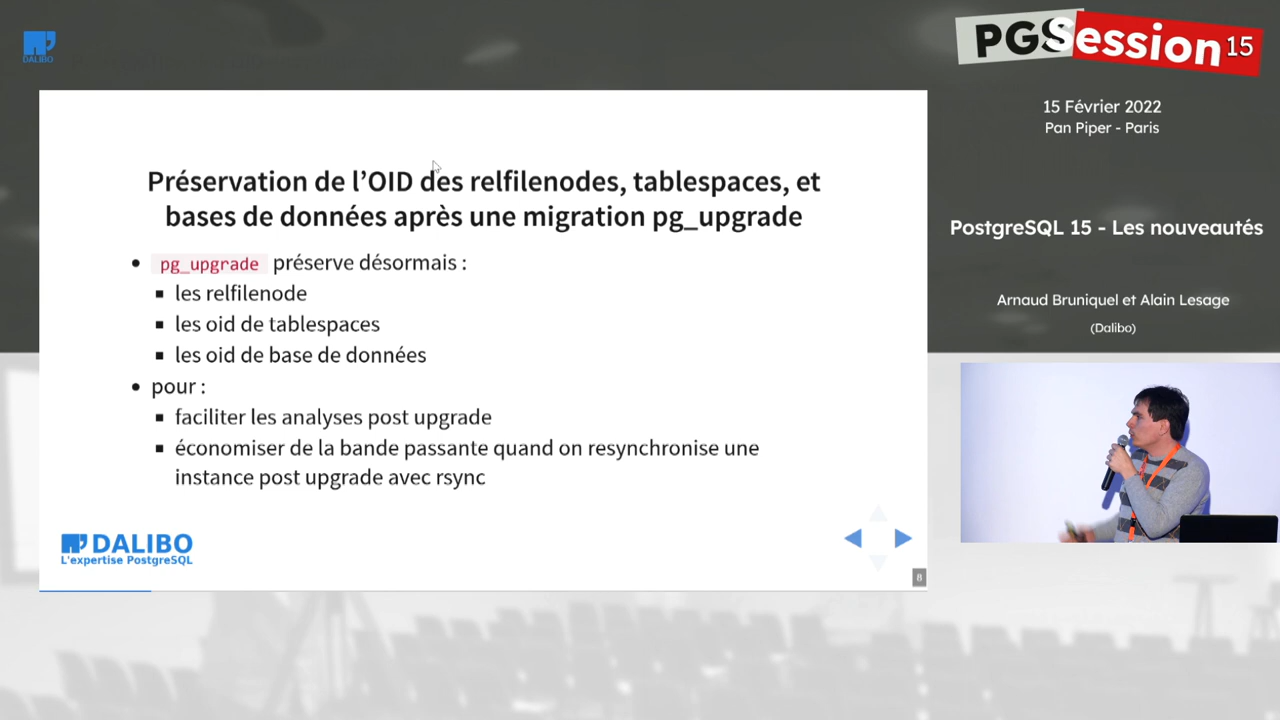 DALIBO
PGSession 15
15 Février 2022
Pan Piper - Paris
PostgreSQL 15 - Les nouveautés
Arnaud Bruniquel et Alain Lesage
(Dalibo)
Préservation de l’OID des relfilenodes, tablespaces, et
bases de données après une migration pg_upgrade
pg_upgrade préserve désormais :
les relfilenode
les oid de tablespaces
les oid de base de données
pour :
faciliter les analyses post upgrade
économiser de la bande passante quand on resynchronise une
instance post upgrade avec rsync
DALIBO
L'expertise PostgreSQL
8